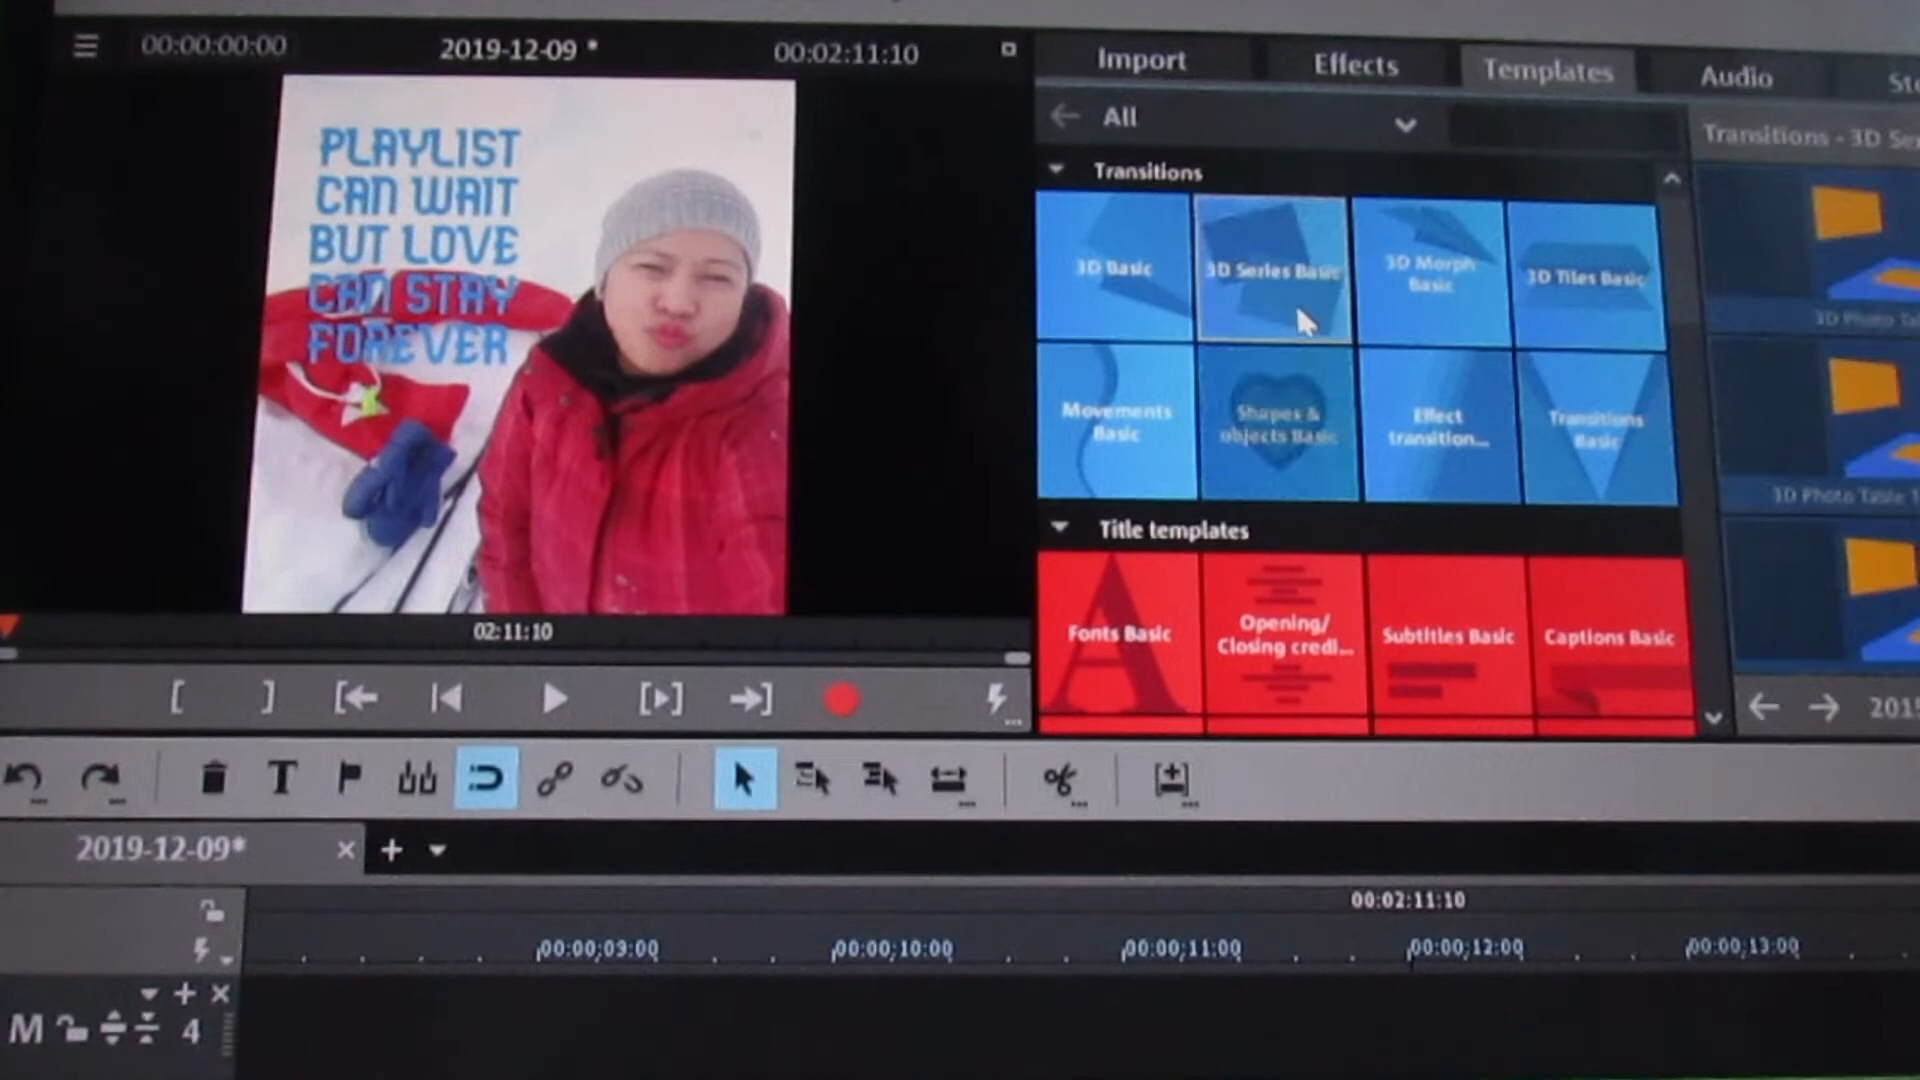 00:00:00:00 2019-12-09 * 00:02:11:10
Import Effects Templates Audio
All
Transitions - 3D
Transitions
PLAYLIST
CAN WAIT
BUT LOVE
CAN STAY
FOREVER
3D Basic
3D Series Basic
3D Morph
Basic
3D Tiles Basic
3D Photo
Movements
Basic
Shapes &
objects Basic
Effect
transition...
Transitions
Basic
3D Photo Table
Title templates
Fonts Basic
Opening/
Closing credi...
Subtitles Basic
Captions Basic
02:11:10
T
2019-12-09*
00:02:11:10
00:00:09:00 00:00:10:00 00:00:11:00 00:00:12:00 00:00:13:00
M 4